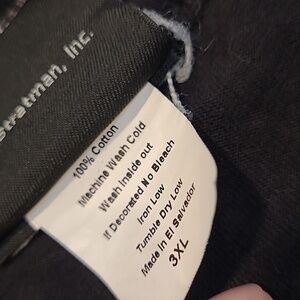 stratman, Inc.
100% Cotton
Machine Wash Cold
Wash Inside out
If Decorated No Bleach
Iron Low
Tumble Dry Low
Made in El Salvador
3XL